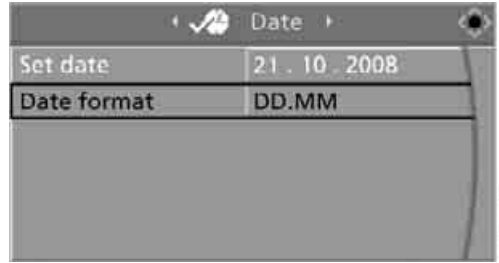 Date
Set date 21 . 10 . 2008
Date format DD.MM